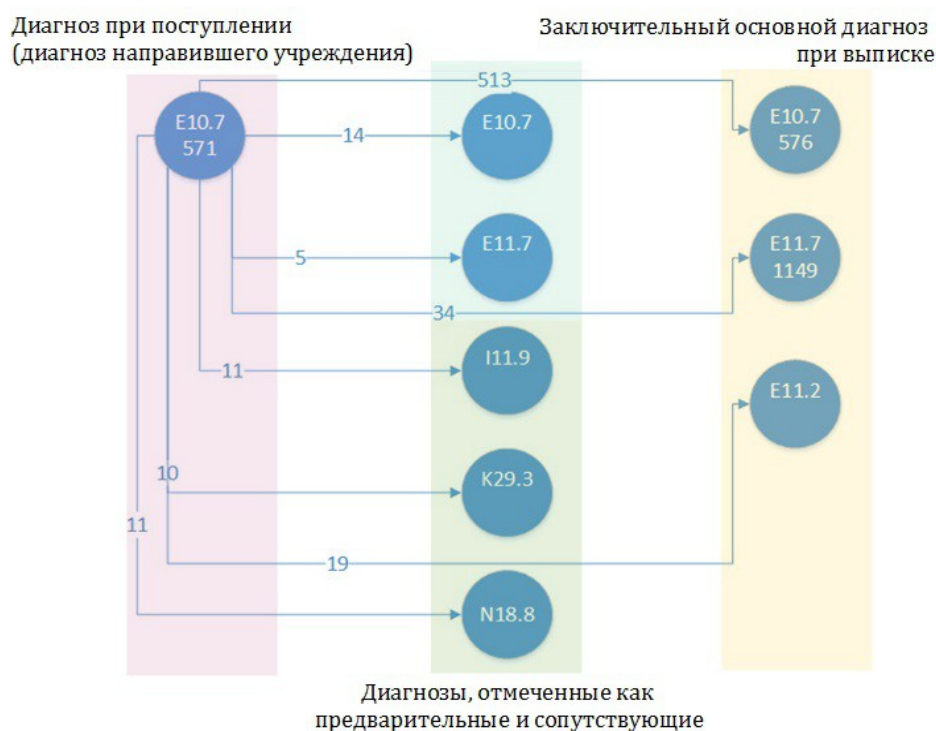 Диагноз при поступлении
(диагноз направившего учреждения)
Заключительный основной диагноз
при выписке
513
E10.7
571
14
E10.7
E10.7
576
5
E11.7
E11.7
1149
34
11
I11.9
E11.2
10
K29.3
11
19
N18.8
Диагнозы, отмеченные как
предварительные и сопутствующие